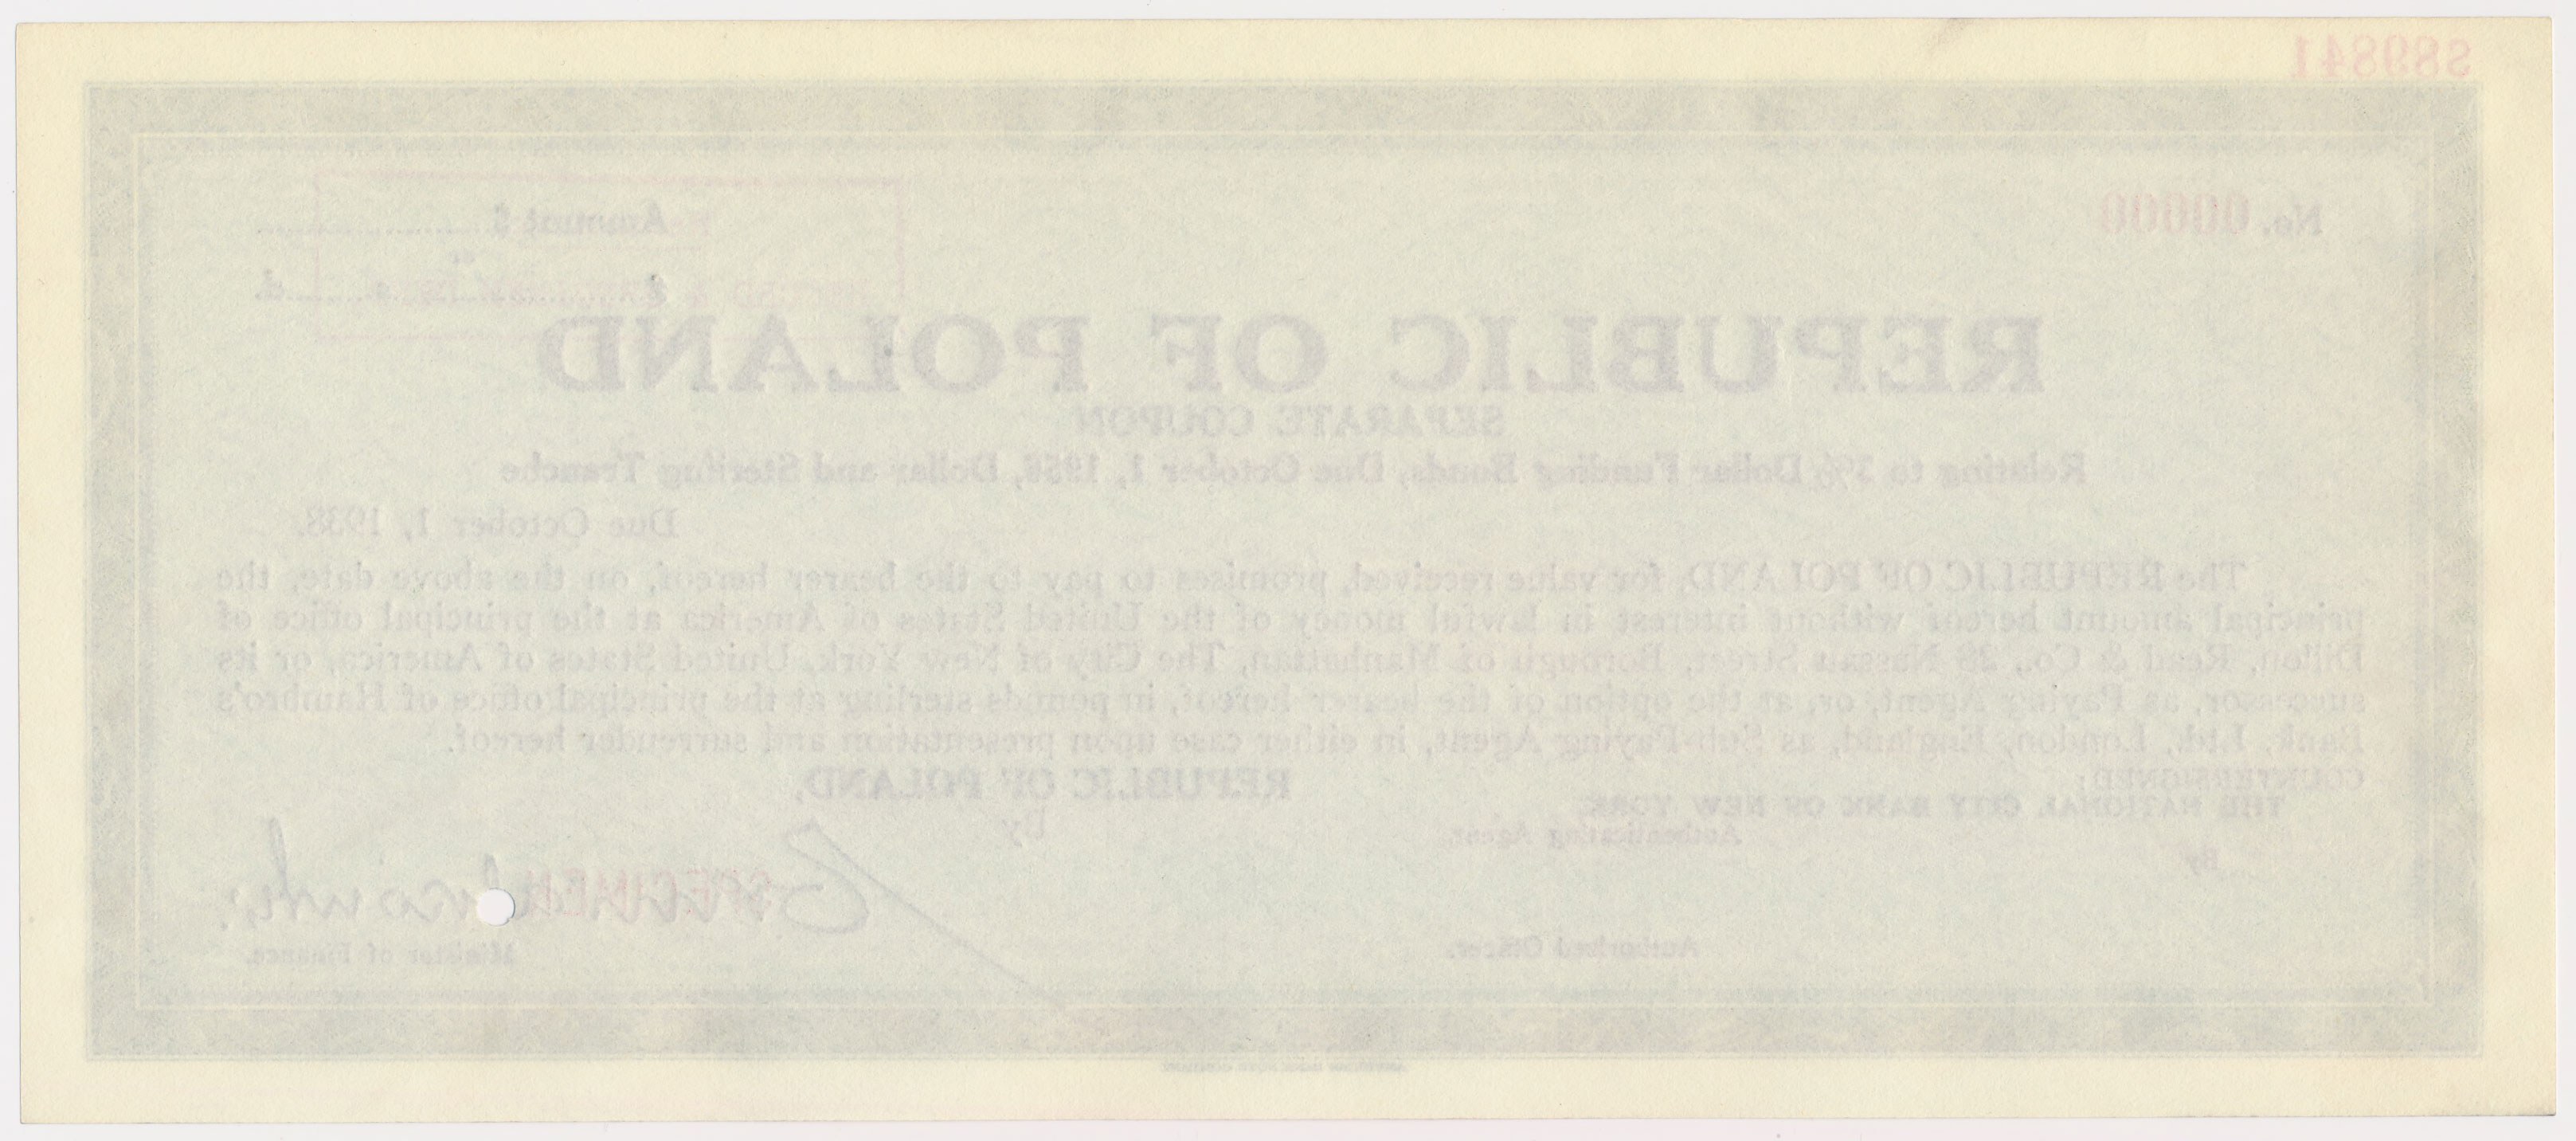 S89841
No. 00000
Amount $
or
£ s. d.
REPUBLIC OF POLAND
SEPARATE COUPON
Relating to 3% Dollar Funding Bonds, Due October 1, 1956, Dollar and Sterling Tranche
Due October 1, 1938.
The REPUBLIC OF POLAND, for value received, promises to pay to the bearer hereof, on the above date, the
principal amount hereof without interest in lawful money of the United States of America at the principal office of
Dillon, Read & Co., 28 Nassau Street, Borough of Manhattan, The City of New York, United States of America, or its
successor, as Paying Agent, or, at the option of the bearer hereof, in pounds sterling at the principal office of Hambro's
Bank, Ltd., London, England, as Sub-Paying Agent, in either case upon presentation and surrender hereof.
COUNTERSIGNED:
THE NATIONAL CITY BANK OF NEW YORK,
Authenticating Agent.
By
Authorized Officer.
REPUBLIC OF POLAND,
By
SPECIMEN
Minister of Finance.
AMERICAN BANK NOTE COMPANY.